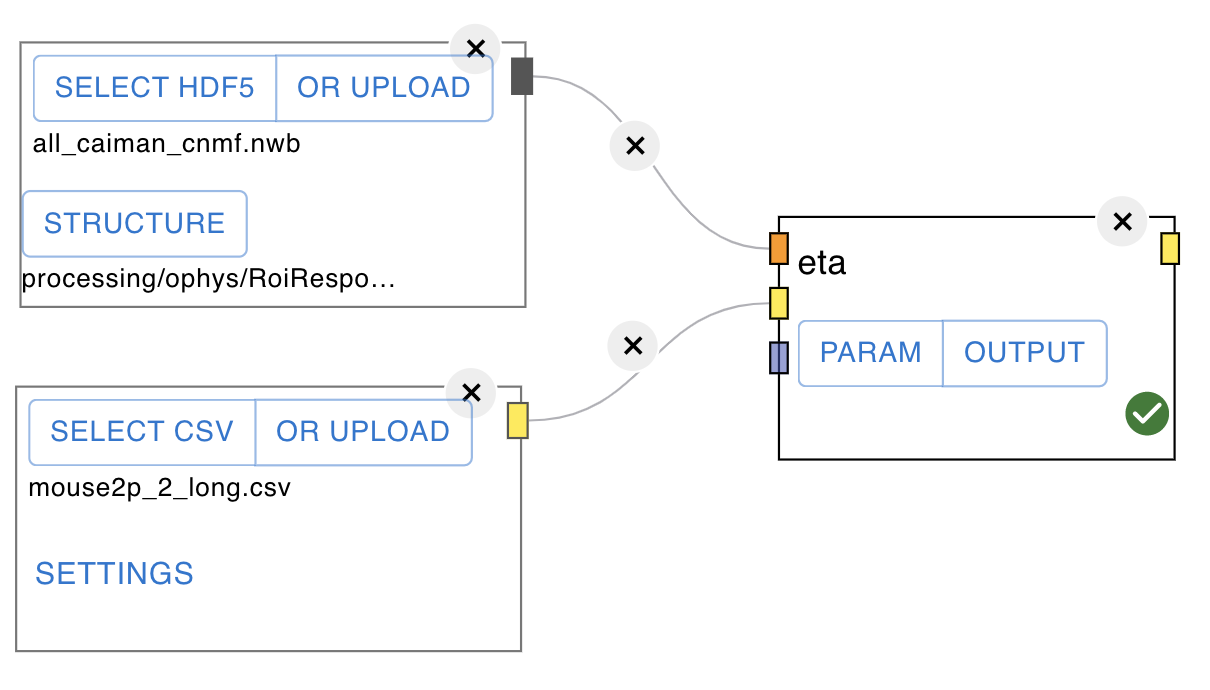 SELECT HDF5 OR UPLOAD
all_caiman_cnmf.nwb
STRUCTURE
processing/ophys/RoiRespo...
SELECT CSV OR UPLOAD
mouse2p_2_long.csv
SETTINGS
eta
PARAM OUTPUT